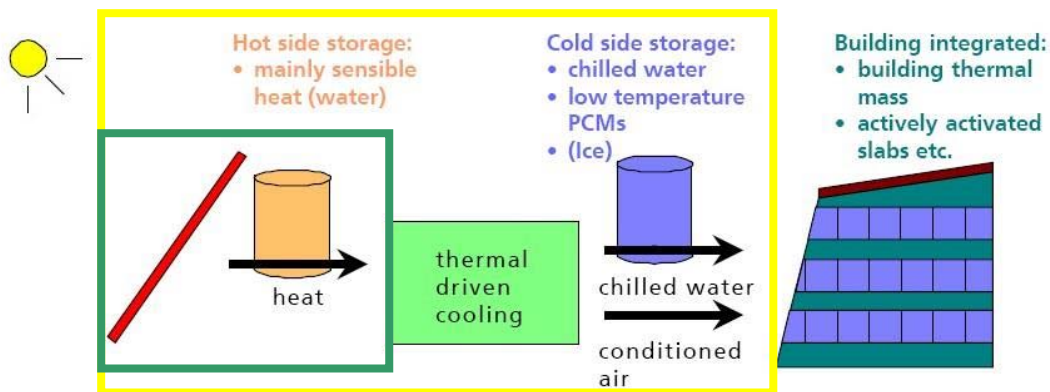 Hot side storage:
• mainly sensible
heat (water)
Cold side storage:
• chilled water
• low temperature
PCMs
• (Ice)
Building integrated:
• building thermal
mass
• actively activated
slabs etc.
heat
thermal
driven
cooling
chilled water
conditioned
air